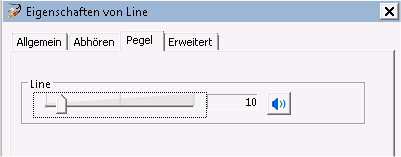 Eigenschaften von Line
Allgemein Abhören Pegel Erweitert
Line
10